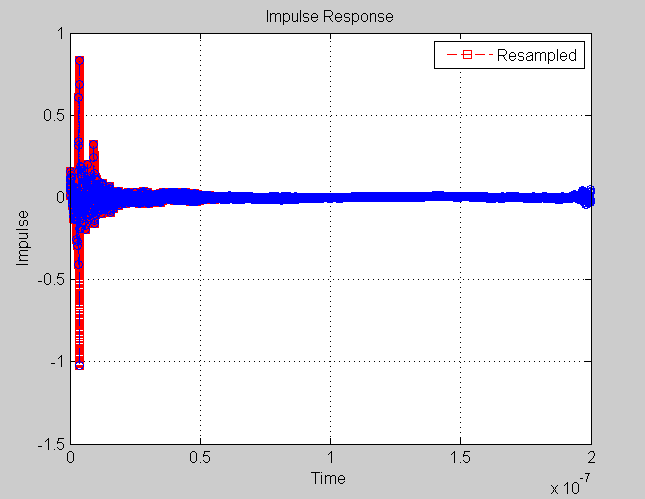 Impulse Response
Resampled
1
0.5
0
-0.5
-1
-1.5
Impulse
0
0.5
1
1.5
2
Time
x 10^-7